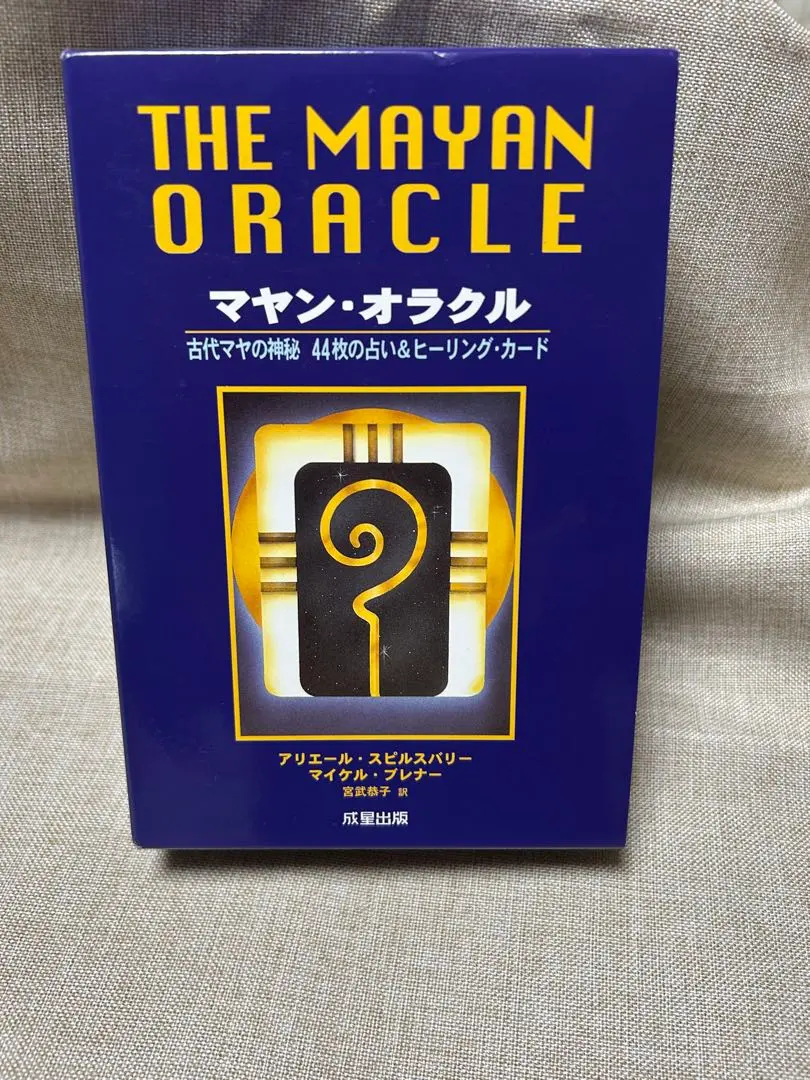 THE MAYAN
ORACLE
マヤン・オラクル
古代マヤの神秘 44枚の占い&ヒーリング・カード
アリエール・スピルスバリー
マイケル・ブレナー
宮武恭子 訳
成星出版